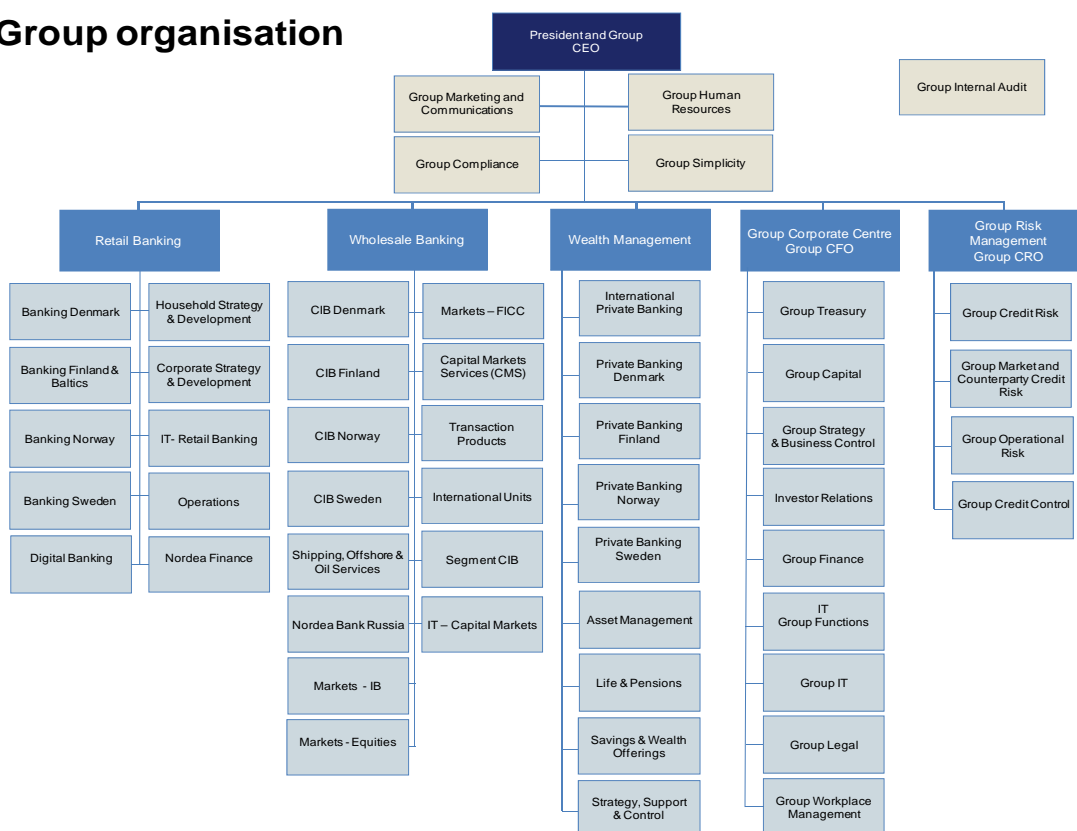 Group organisation
President and Group
CEO
Group Marketing and
Communications
Group Human
Resources
Group Internal Audit
Group Compliance
Group Simplicity
Retail Banking
Wholesale Banking
Wealth Management
Group Corporate Centre
Group CFO
Group Risk
Management
Group CRO
Banking Denmark
Household Strategy
& Development
Banking Finland &
Baltics
Corporate Strategy
& Development
Banking Norway
IT- Retail Banking
Banking Sweden
Operations
Digital Banking
Nordea Finance
CIB Denmark
Markets – FICC
CIB Finland
Capital Markets
Services (CMS)
CIB Norway
Transaction
Products
CIB Sweden
International Units
Shipping, Offshore &
Oil Services
Segment CIB
Nordea Bank Russia
IT – Capital Markets
Markets - IB
Markets - Equities
International
Private Banking
Private Banking
Denmark
Private Banking
Finland
Private Banking
Norway
Private Banking
Sweden
Asset Management
Life & Pensions
Savings & Wealth
Offerings
Strategy, Support
& Control
Group Treasury
Group Capital
Group Strategy
& Business Control
Investor Relations
Group Finance
IT
Group Functions
Group IT
Group Legal
Group Workplace
Management
Group Credit Risk
Group Market and
Counterparty Credit
Risk
Group Operational
Risk
Group Credit Control